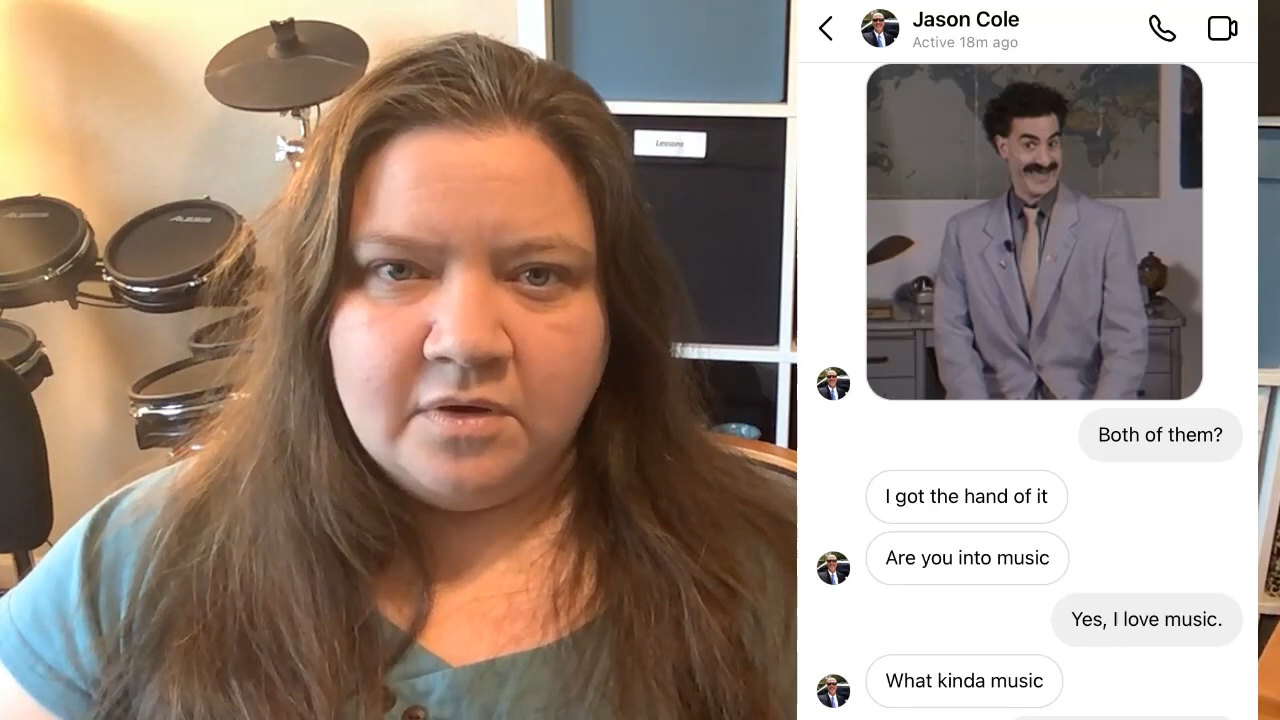 Jason Cole
Active 18m ago
ALESIS
Lessons
Both of them?
I got the hand of it
Are you into music
Yes, I love music.
What kinda music